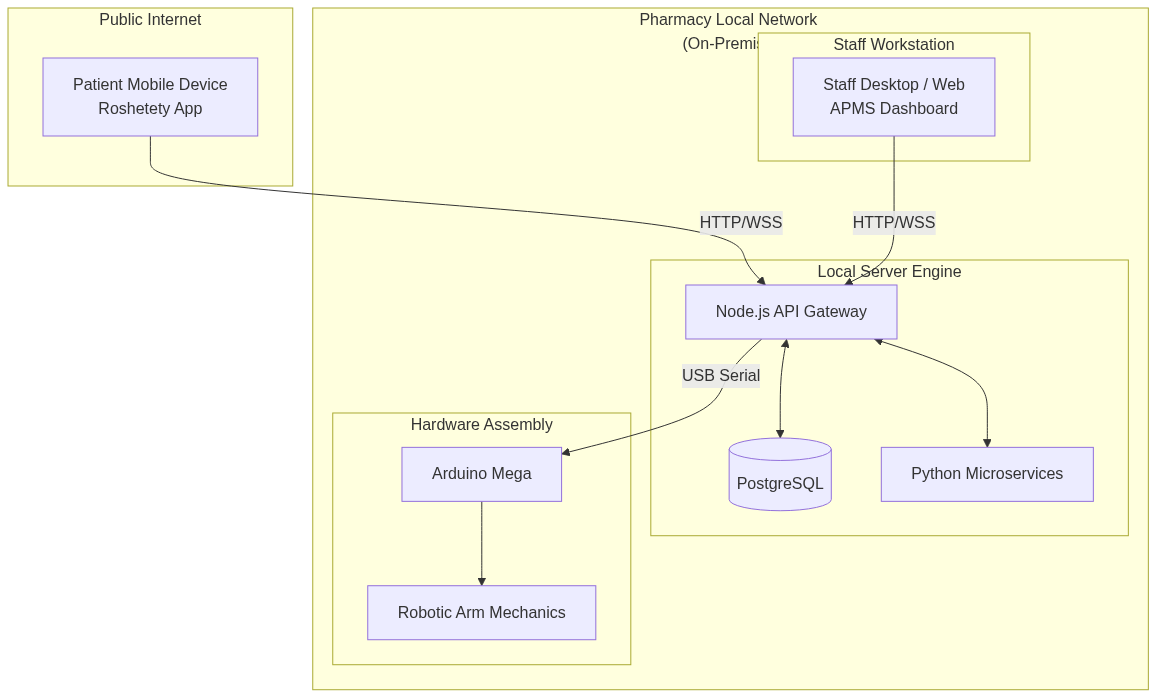 Public Internet
Patient Mobile Device
Roshetety App
Pharmacy Local Network
Staff Workstation
Staff Desktop / Web
APMS Dashboard
HTTP/WSS
HTTP/WSS
Local Server Engine
Node.js API Gateway
USB Serial
Hardware Assembly
Arduino Mega
PostgreSQL
Python Microservices
Robotic Arm Mechanics